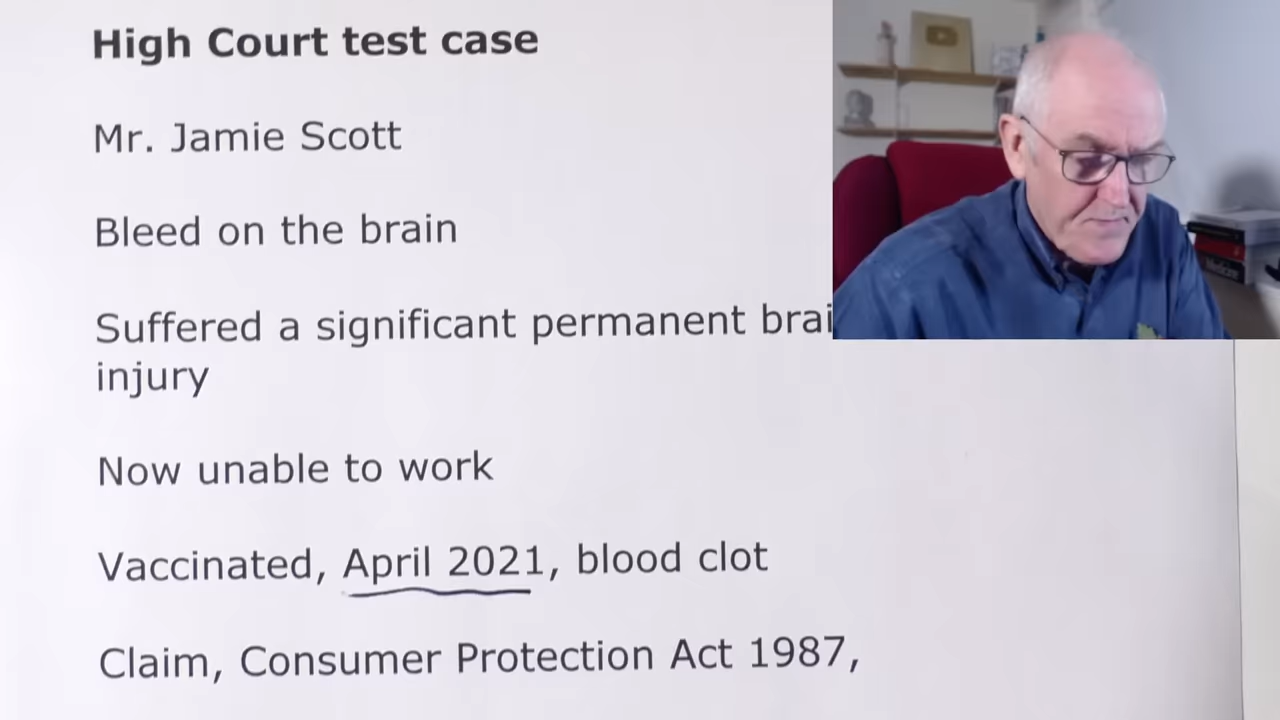 High Court test case
Mr. Jamie Scott
Bleed on the brain
Suffered a significant permanent brai
injury
Now unable to work
Vaccinated, April 2021, blood clot
Claim, Consumer Protection Act 1987,